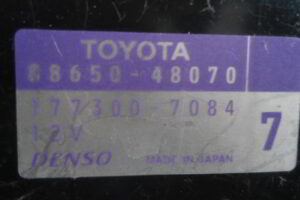 TOYOTA
88650-48070
177300-7084
12V
7
DENSO MADE IN JAPAN